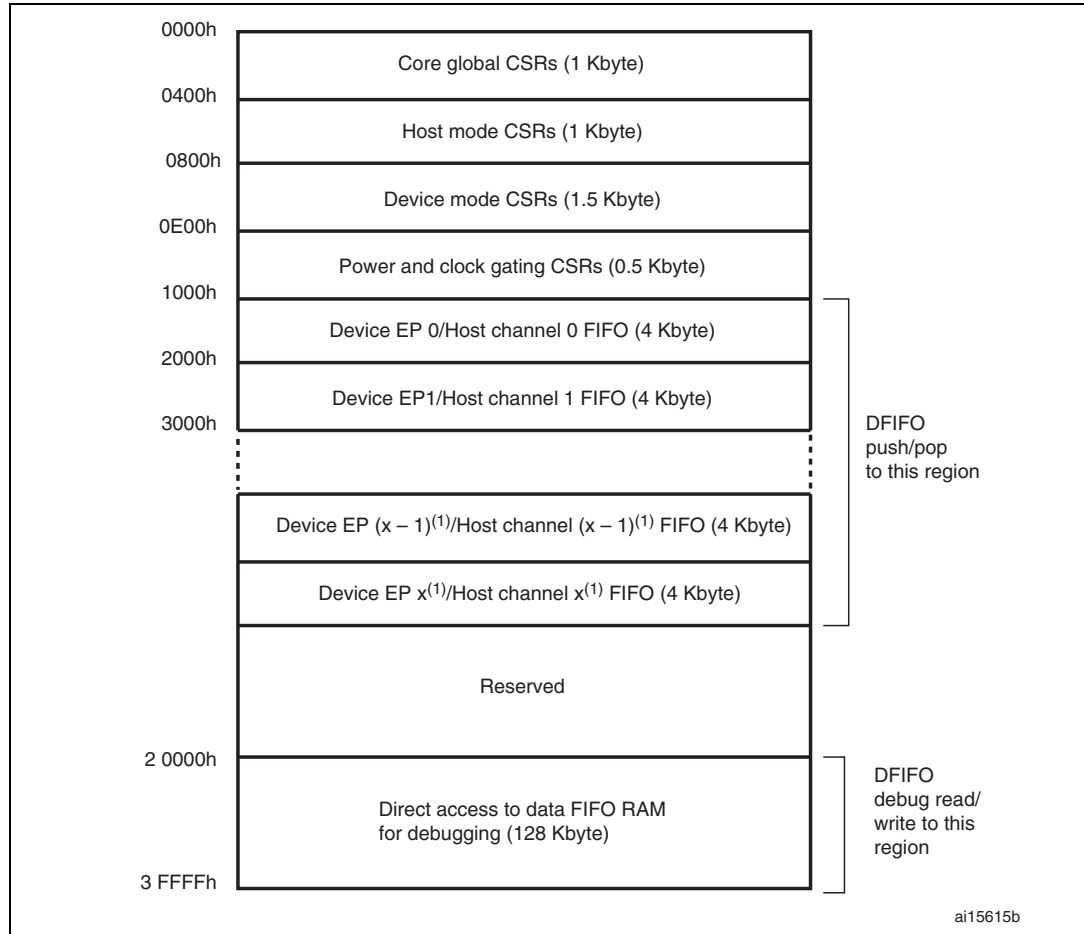 0000h
Core global CSRs (1 Kbyte)
0400h
Host mode CSRs (1 Kbyte)
0800h
Device mode CSRs (1.5 Kbyte)
0E00h
Power and clock gating CSRs (0.5 Kbyte)
1000h
Device EP 0/Host channel 0 FIFO (4 Kbyte)
2000h
Device EP1/Host channel 1 FIFO (4 Kbyte)
3000h
DFIFO
push/pop
to this region
Device EP (x – 1)(1)/Host channel (x – 1)(1) FIFO (4 Kbyte)
Device EP x(1)/Host channel x(1) FIFO (4 Kbyte)
Reserved
2 0000h
Direct access to data FIFO RAM
for debugging (128 Kbyte)
DFIFO
debug read/
write to this
region
3 FFFFh
ai15615b